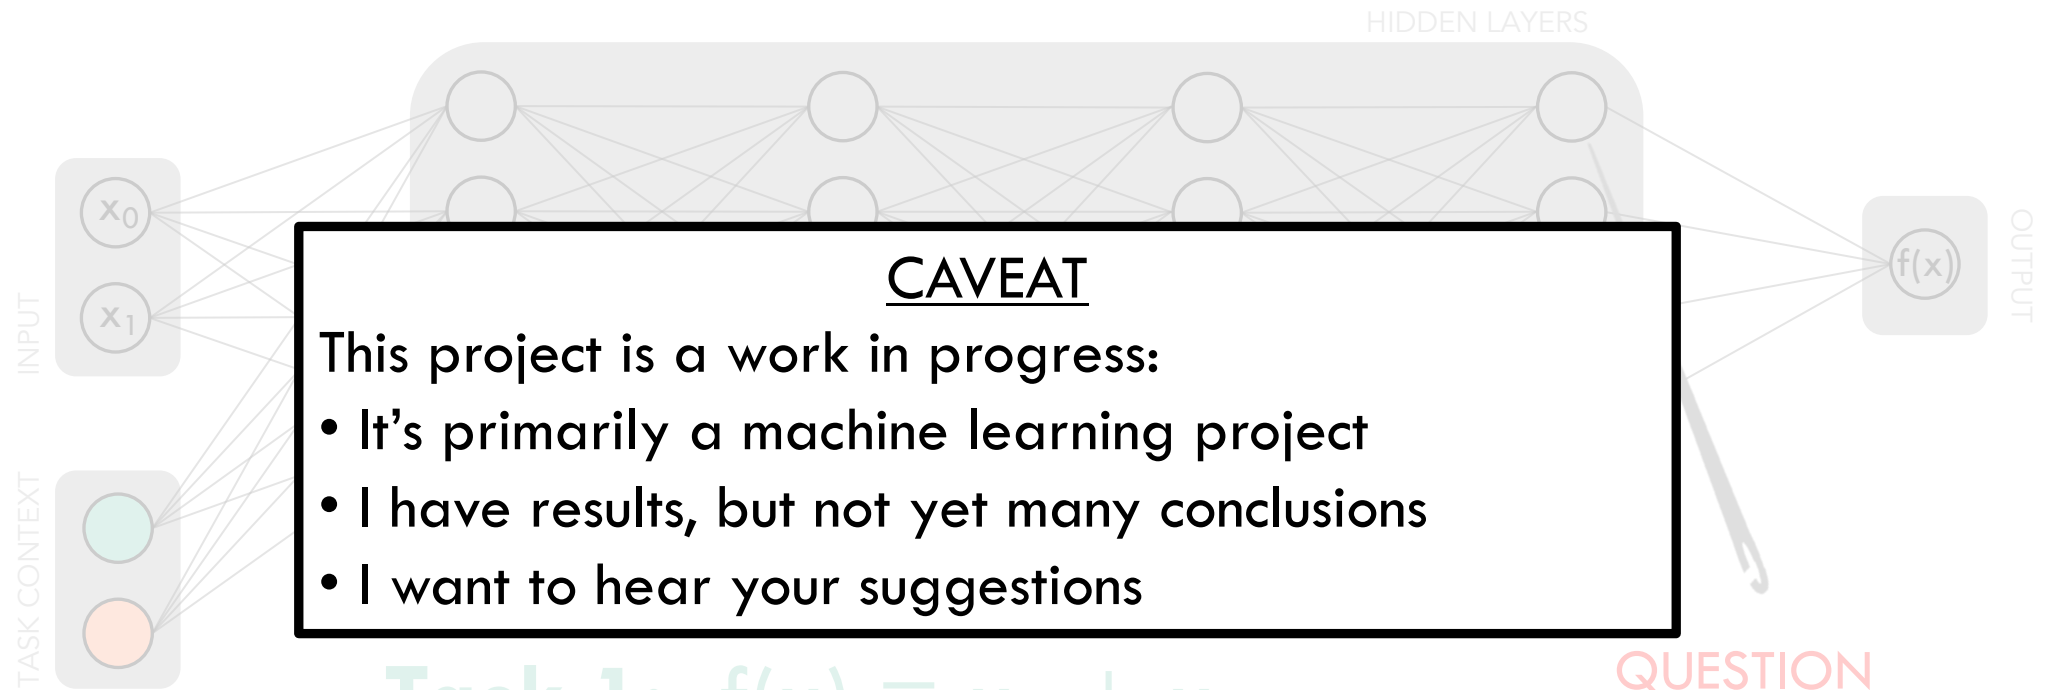 HIDDEN LAYERS
x0
x1
INPUT
f(x)
OUTPUT
CAVEAT
This project is a work in progress:
• It’s primarily a machine learning project
• I have results, but not yet many conclusions
• I want to hear your suggestions
TASK CONTEXT
QUESTION